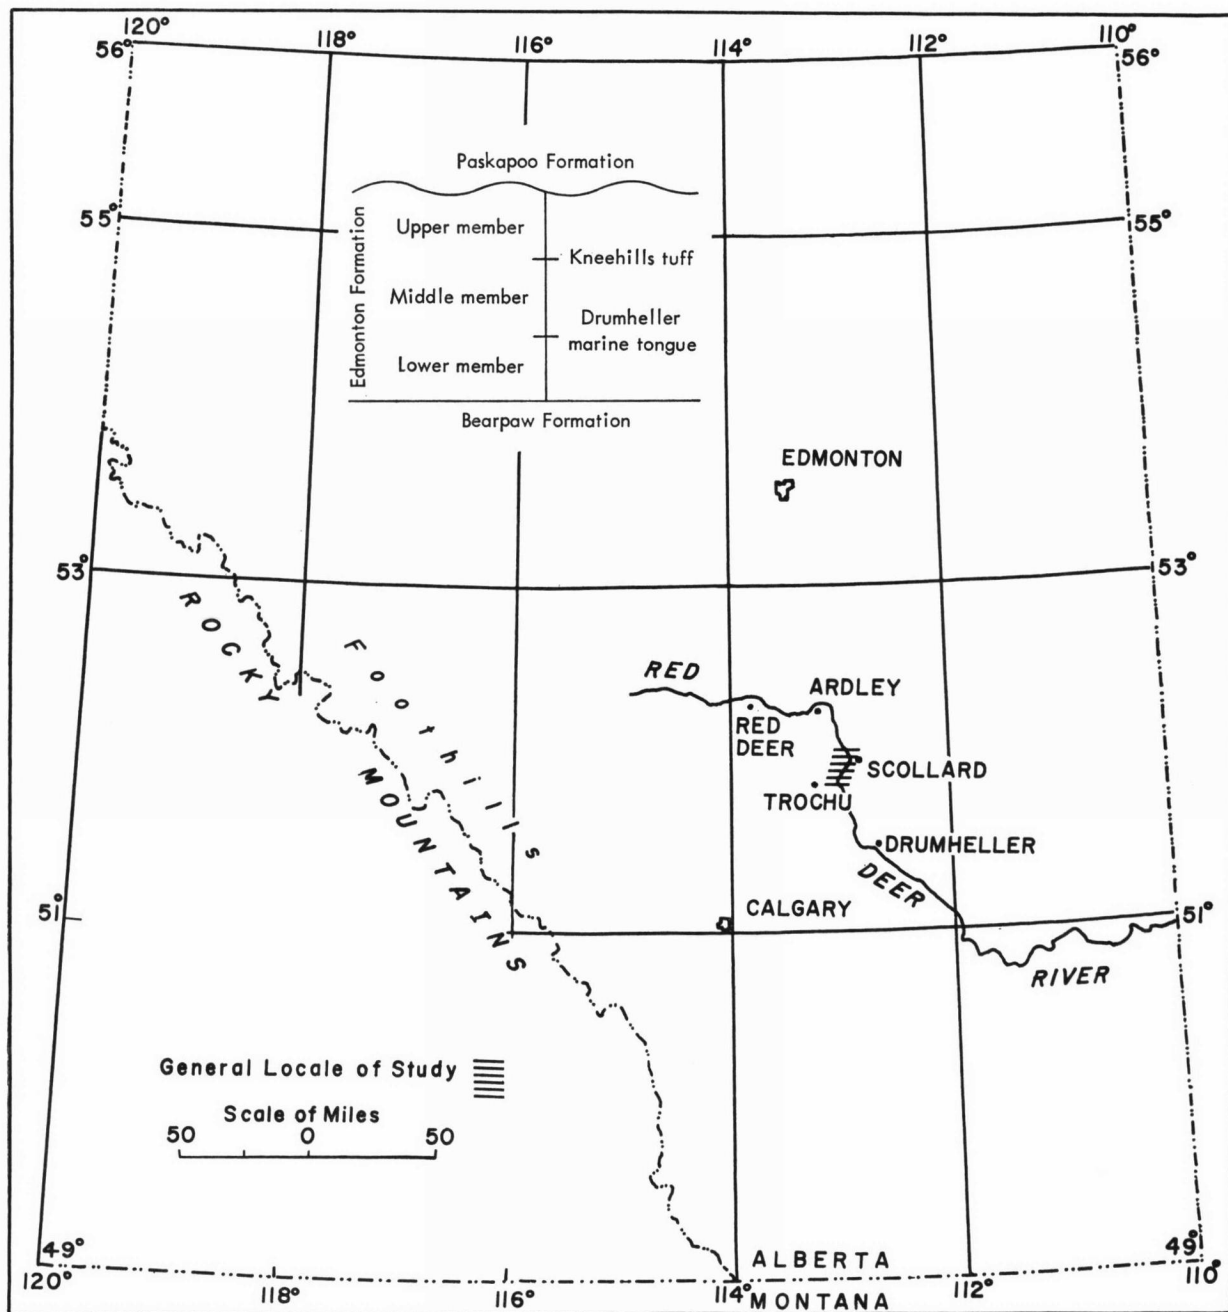 120°
118°
116°
114°
112°
110°
56°
56°
Paskapoo Formation
55°
55°
Edmonton Formation
Upper member
Kneehills tuff
Middle member
Drumheller
marine tongue
Lower member
Bearpaw Formation
EDMONTON
53°
53°
ROCKY
MOUNTAINS
Foothills
RED
ARDLEY
RED
DEER
SCOLLARD
TROCHU
DRUMHELLER
DEER
51°
CALGARY
51°
RIVER
General Locale of Study
Scale of Miles
50 0 50
49°
ALBERTA
49°
120°
118°
116°
114°
MONTANA
112°
110°